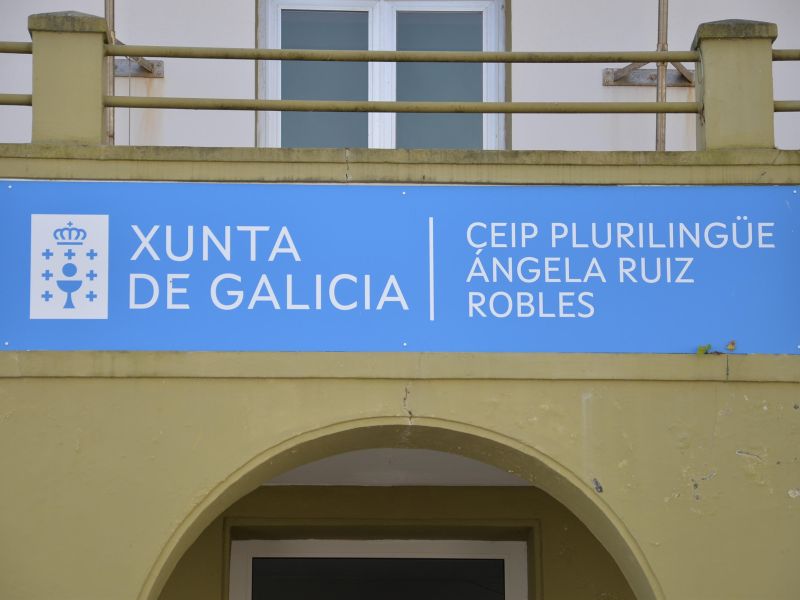 XUNTA
DE GALICIA
CEIP PLURILINGÜE
ÁNGELA RUIZ
ROBLES